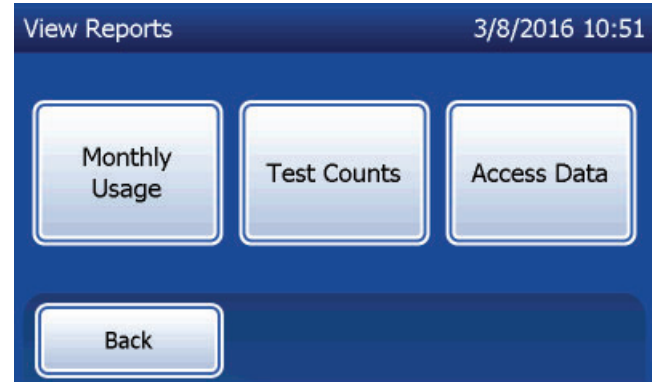 View Reports 3/8/2016 10:51
Monthly
Usage
Test Counts
Access Data
Back